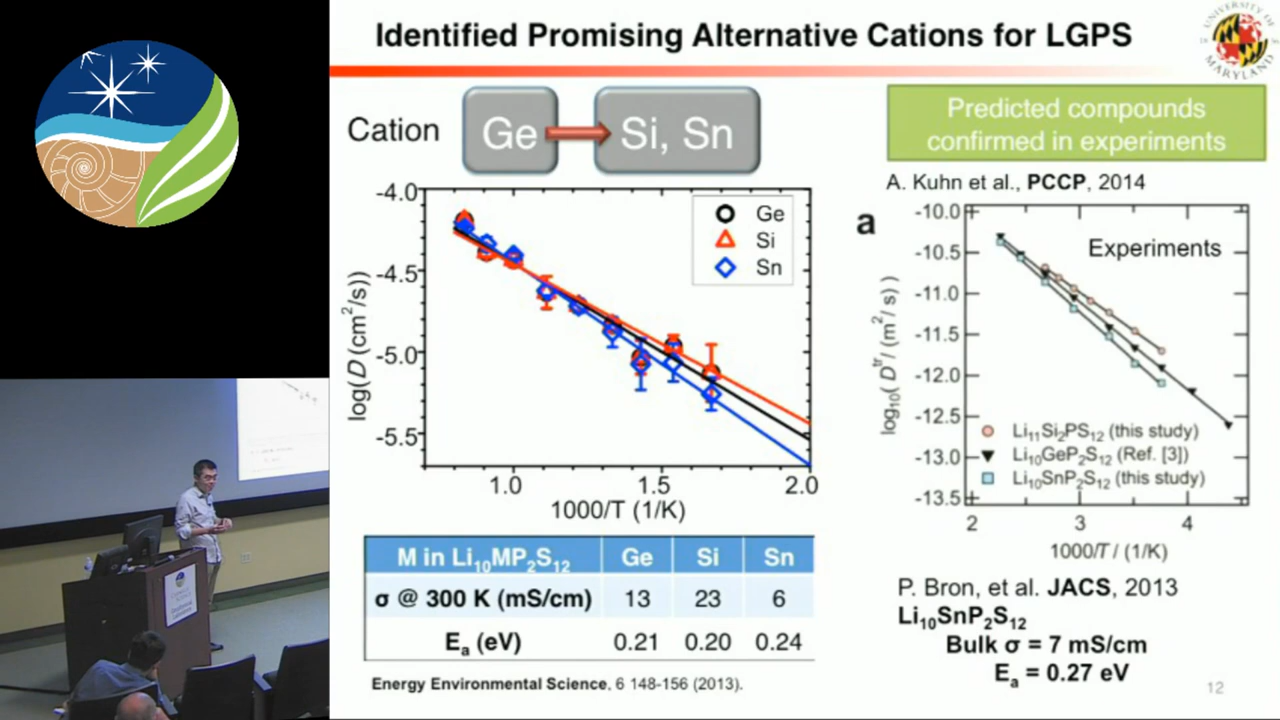 Identified Promising Alternative Cations for LGPS
UNIVERSITY OF
MARYLAND
Cation
Ge
Si, Sn
Predicted compounds
confirmed in experiments
A. Kuhn et al., PCCP, 2014
-4.0
-4.5
-5.0
-5.5
log(D (cm²/s))
Ge
Si
Sn
1.0 1.5 2.0
1000/T (1/K)
a
-10.0
-10.5
-11.0
-11.5
-12.0
-12.5
-13.0
-13.5
log₁₀( Dᵗʳ / (m²/ s) )
Experiments
Li₁₁Si₂PS₁₂ (this study)
Li₁₀GeP₂S₁₂ (Ref. [3])
Li₁₀SnP₂S₁₂ (this study)
2 3 4
1000/T / (1/K)
M in Li₁₀MP₂S₁₂ Ge Si Sn
σ @ 300 K (mS/cm) 13 23 6
Eₐ (eV) 0.21 0.20 0.24
Energy Environmental Science, 6 148-156 (2013).
P. Bron, et al. JACS, 2013
Li₁₀SnP₂S₁₂
Bulk σ = 7 mS/cm
Eₐ = 0.27 eV
12